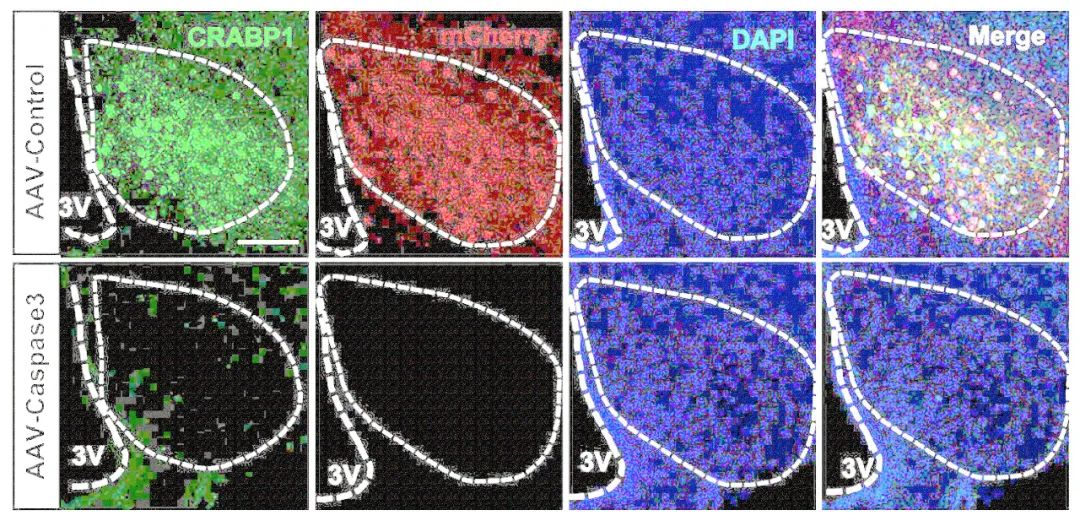 AAV-Control
CRABP1
mCherry
DAPI
Merge
3V
3V
3V
3V
AAV-Caspase3
3V
3V
3V
3V